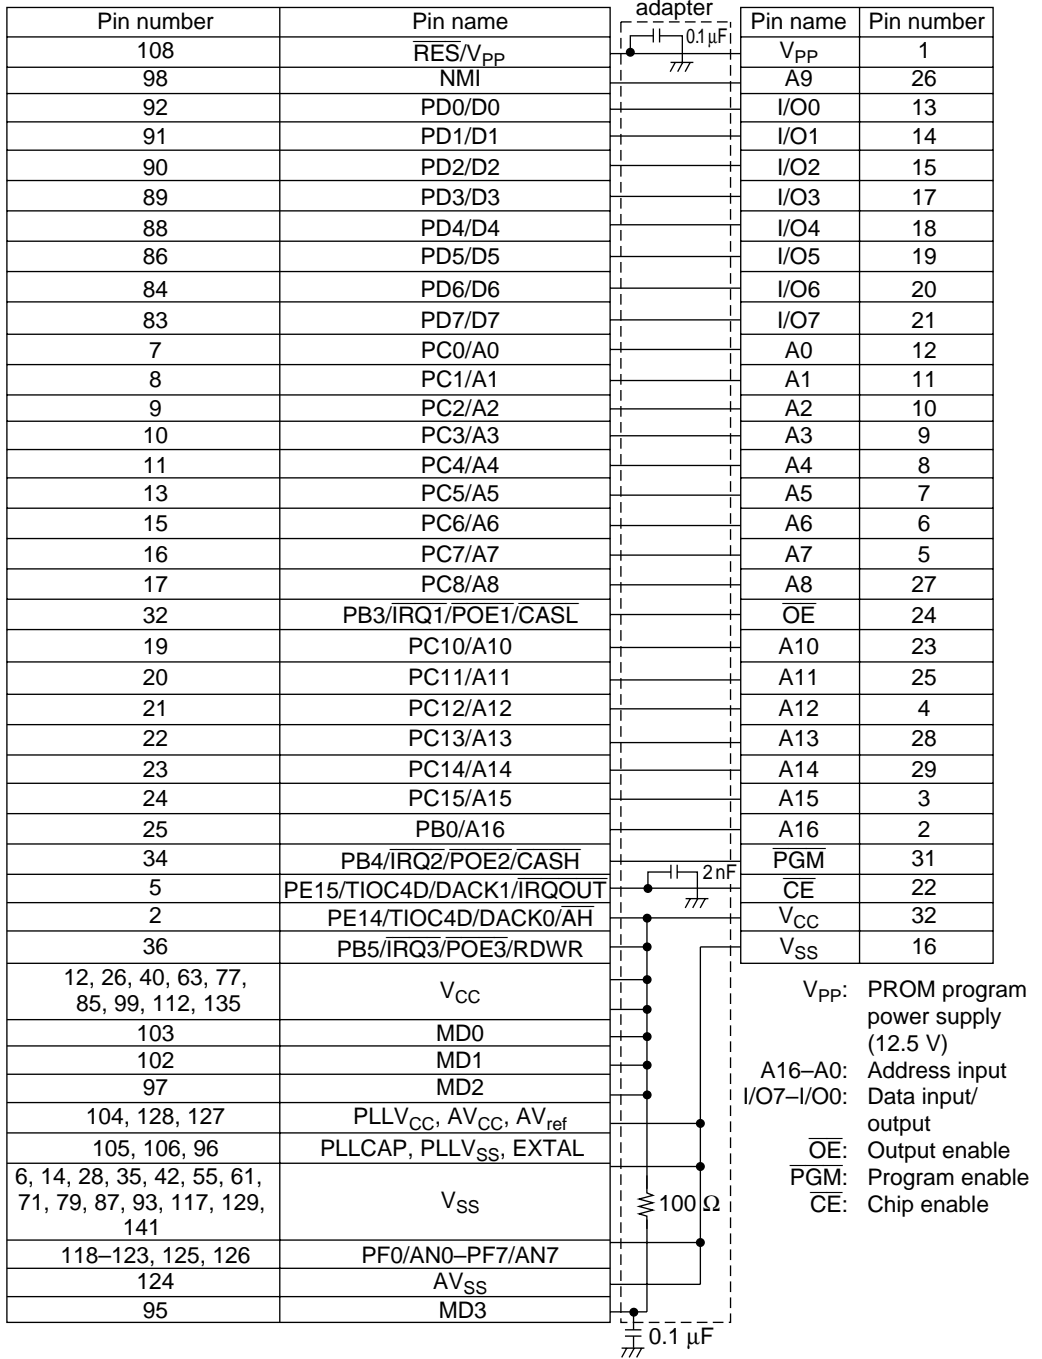 adapter
Pin number Pin name Pin name Pin number
108 RES/VPP 0.1 µF VPP 1
98 NMI A9 26
92 PD0/D0 I/O0 13
91 PD1/D1 I/O1 14
90 PD2/D2 I/O2 15
89 PD3/D3 I/O3 17
88 PD4/D4 I/O4 18
86 PD5/D5 I/O5 19
84 PD6/D6 I/O6 20
83 PD7/D7 I/O7 21
7 PC0/A0 A0 12
8 PC1/A1 A1 11
9 PC2/A2 A2 10
10 PC3/A3 A3 9
11 PC4/A4 A4 8
13 PC5/A5 A5 7
15 PC6/A6 A6 6
16 PC7/A7 A7 5
17 PC8/A8 A8 27
32 PB3/IRQ1/POE1/CASL OE 24
19 PC10/A10 A10 23
20 PC11/A11 A11 25
21 PC12/A12 A12 4
22 PC13/A13 A13 28
23 PC14/A14 A14 29
24 PC15/A15 A15 3
25 PB0/A16 A16 2
34 PB4/IRQ2/POE2/CASH PGM 31
5 PE15/TIOC4D/DACK1/IRQOUT 2 nF CE 22
2 PE14/TIOC4D/DACK0/AH VCC 32
36 PB5/IRQ3/POE3/RDWR VSS 16
12, 26, 40, 63, 77,
85, 99, 112, 135 VCC
103 MD0
102 MD1
97 MD2
104, 128, 127 PLLVCC, AVCC, AVref
105, 106, 96 PLLCAP, PLLVSS, EXTAL
6, 14, 28, 35, 42, 55, 61,
71, 79, 87, 93, 117, 129,
141 VSS
100 Ω
118–123, 125, 126 PF0/AN0–PF7/AN7
124 AVSS
95 MD3
0.1 µF
VPP: PROM program
power supply
(12.5 V)
A16–A0: Address input
I/O7–I/O0: Data input/
output
OE: Output enable
PGM: Program enable
CE: Chip enable